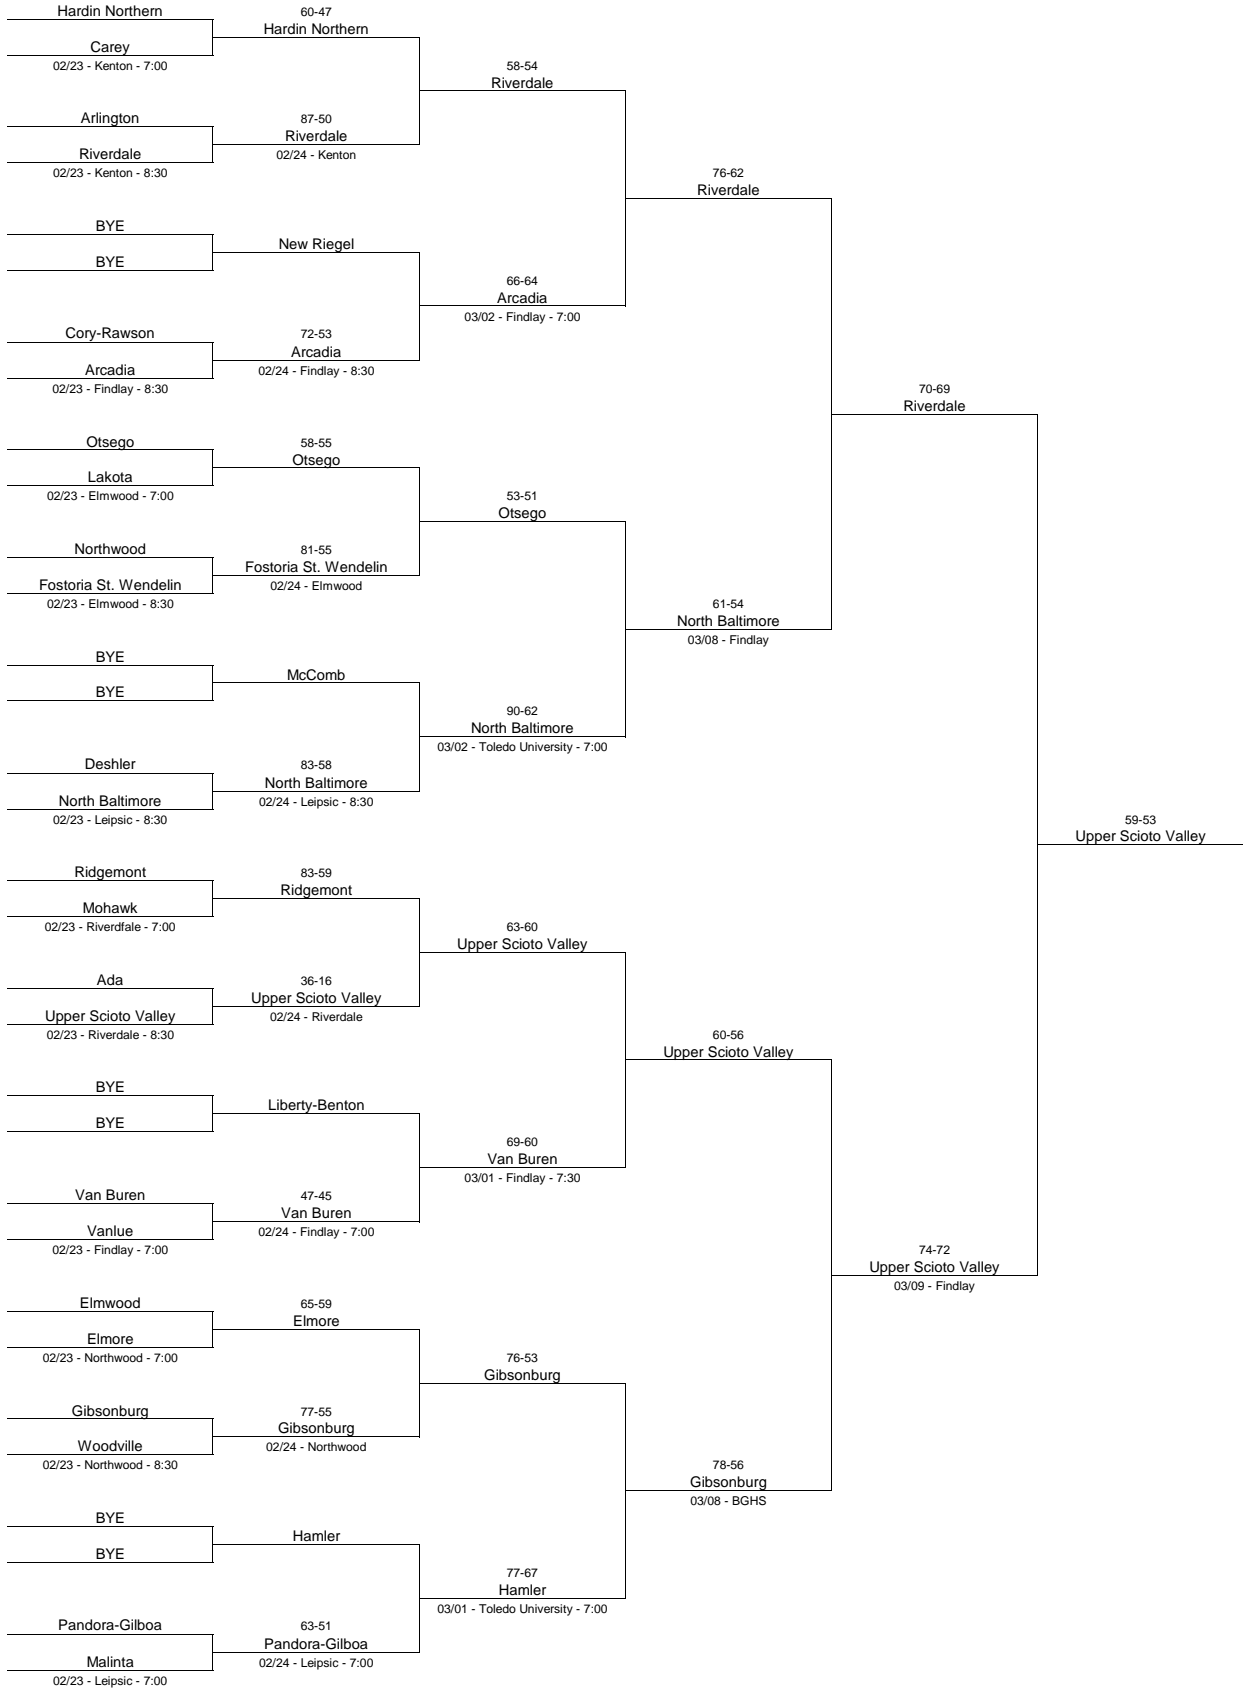 Hardin Northern
60-47
Hardin Northern
Carey
02/23 - Kenton - 7:00
58-54
Riverdale
Arlington
87-50
Riverdale
Riverdale
02/24 - Kenton
02/23 - Kenton - 8:30
76-62
Riverdale
BYE
New Riegel
BYE
66-64
Arcadia
03/02 - Findlay - 7:00
Cory-Rawson
72-53
Arcadia
Arcadia
02/24 - Findlay - 8:30
02/23 - Findlay - 8:30
70-69
Riverdale
Otsego
58-55
Otsego
Lakota
02/23 - Elmwood - 7:00
53-51
Otsego
Northwood
81-55
Fostoria St. Wendelin
Fostoria St. Wendelin
02/24 - Elmwood
02/23 - Elmwood - 8:30
61-54
North Baltimore
03/08 - Findlay
BYE
McComb
BYE
90-62
North Baltimore
03/02 - Toledo University - 7:00
Deshler
83-58
North Baltimore
North Baltimore
02/24 - Leipsic - 8:30
02/23 - Leipsic - 8:30
59-53
Upper Scioto Valley
Ridgemont
83-59
Ridgemont
Mohawk
02/23 - Riverdfale - 7:00
63-60
Upper Scioto Valley
Ada
36-16
Upper Scioto Valley
Upper Scioto Valley
02/24 - Riverdale
02/23 - Riverdale - 8:30
60-56
Upper Scioto Valley
BYE
Liberty-Benton
BYE
69-60
Van Buren
03/01 - Findlay - 7:30
Van Buren
47-45
Van Buren
Vanlue
02/24 - Findlay - 7:00
02/23 - Findlay - 7:00
74-72
Upper Scioto Valley
03/09 - Findlay
Elmwood
65-59
Elmore
Elmore
02/23 - Northwood - 7:00
76-53
Gibsonburg
Gibsonburg
77-55
Gibsonburg
Woodville
02/24 - Northwood
02/23 - Northwood - 8:30
78-56
Gibsonburg
03/08 - BGHS
BYE
Hamler
BYE
77-67
Hamler
03/01 - Toledo University - 7:00
Pandora-Gilboa
63-51
Pandora-Gilboa
Malinta
02/24 - Leipsic - 7:00
02/23 - Leipsic - 7:00